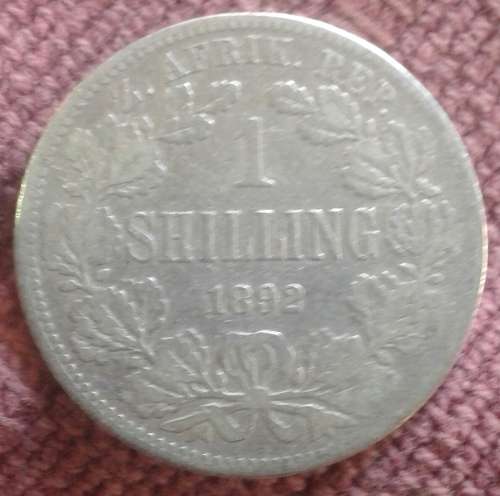 Z. AFRIK. REP.
1
SHILLING
1892